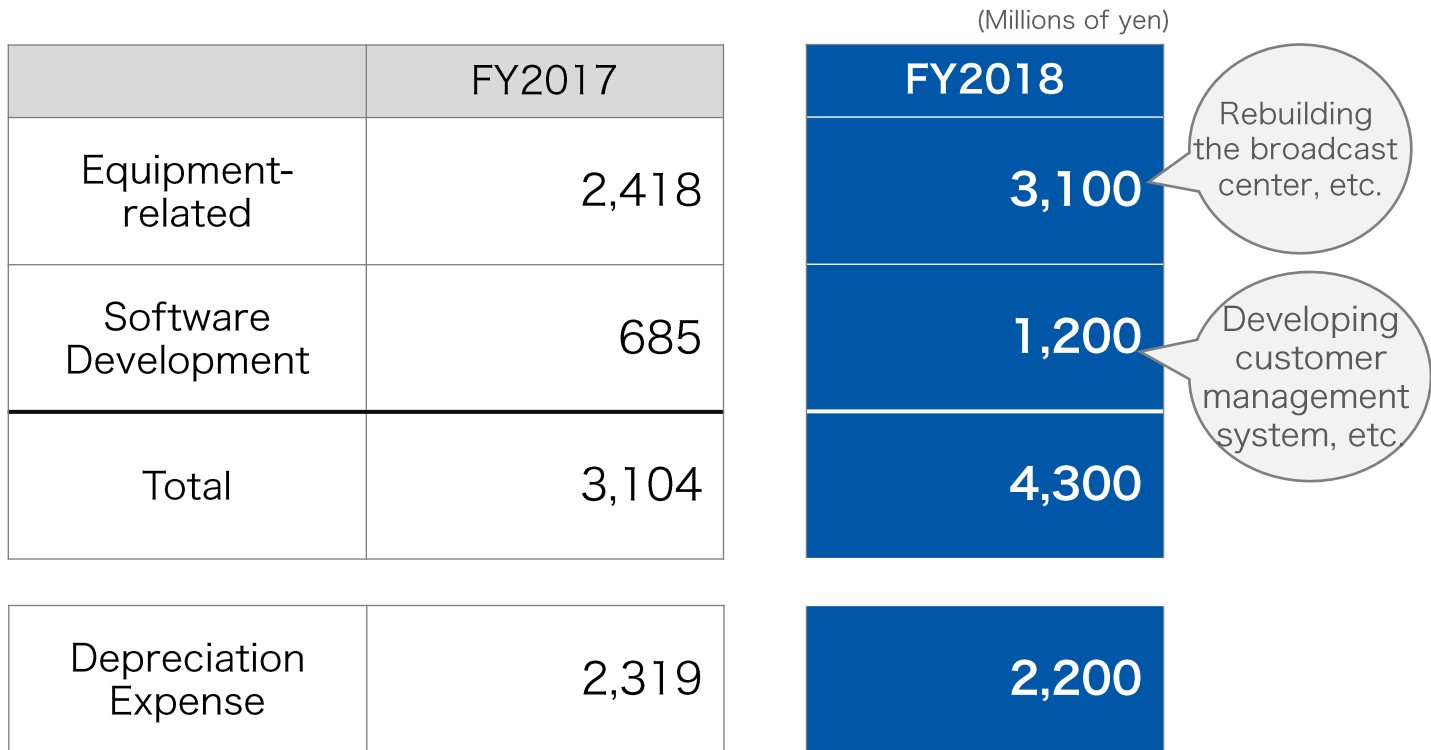 (Millions of yen)
FY2017
FY2018
Equipment-
related
2,418
3,100
Rebuilding
the broadcast
center, etc.
Software
Development
685
1,200
Developing
customer
management
system, etc.
Total
3,104
4,300
Depreciation
Expense
2,319
2,200